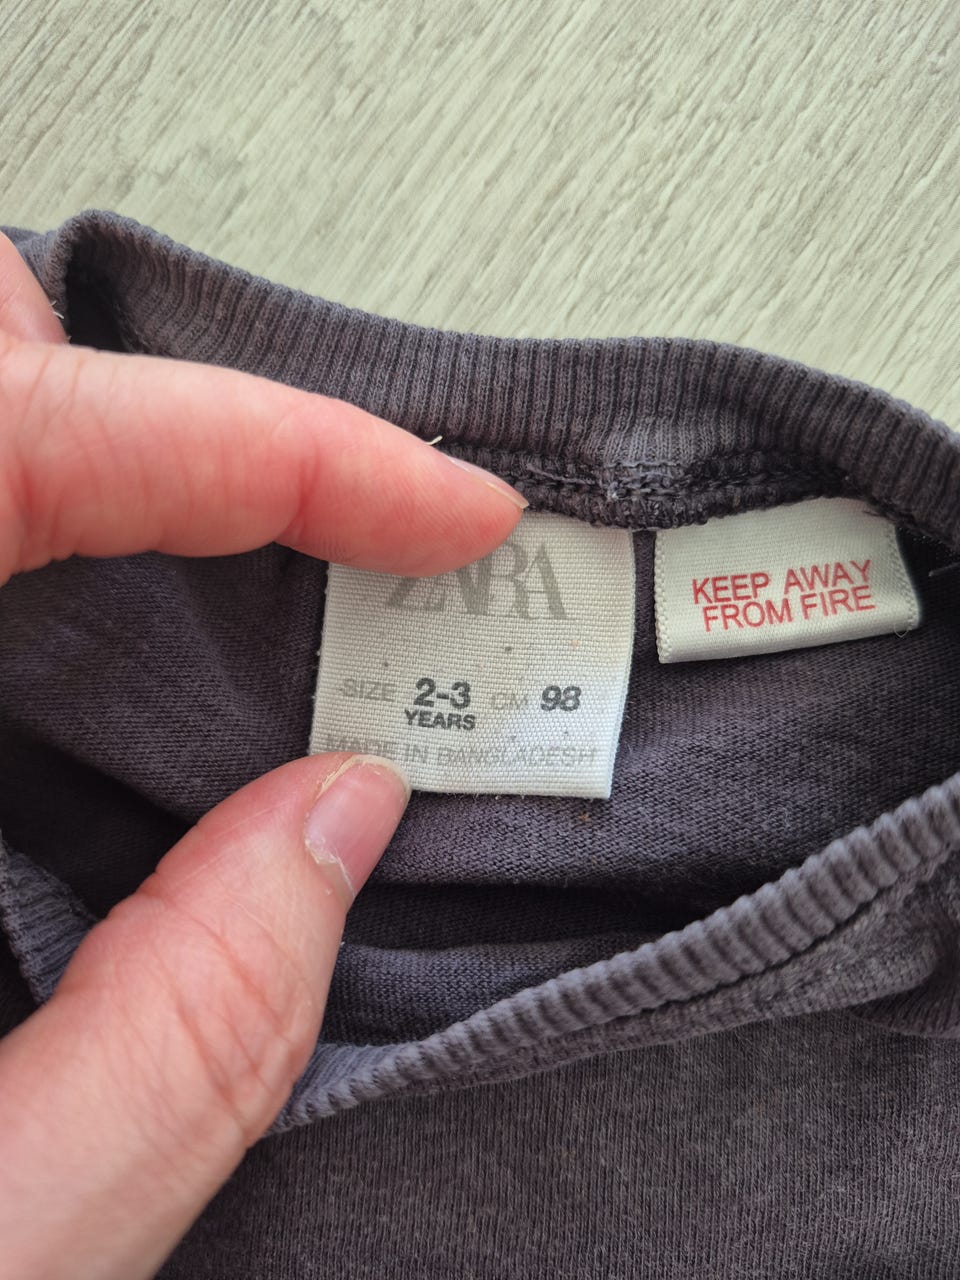 ZARA
SIZE 2-3 CM 98
YEARS
MADE IN BANGLADESH
KEEP AWAY
FROM FIRE